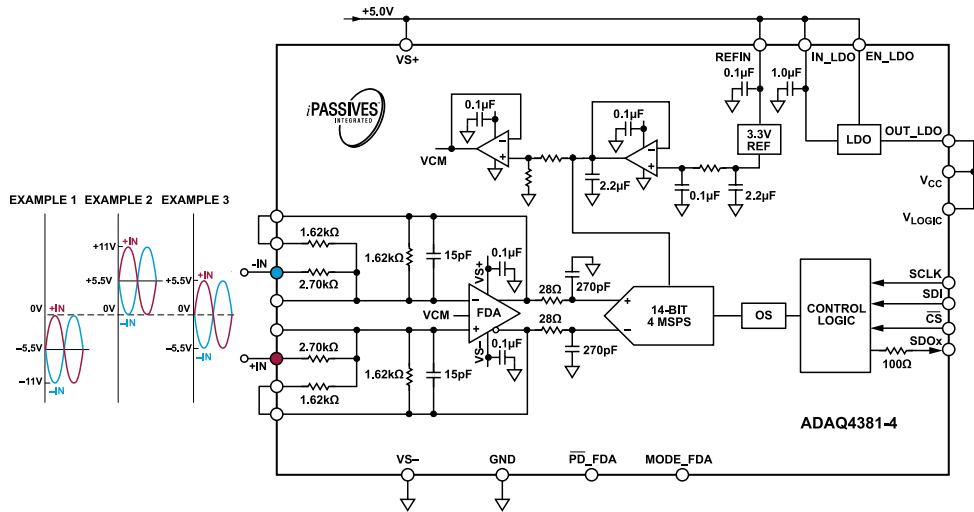 +5.0V
VS+
REFIN
IN_LDO
EN_LDO
iPASSIVES
INTEGRATED
0.1µF
0.1µF
0.1µF
1.0µF
VCM
3.3V
REF
LDO
OUT_LDO
2.2µF
0.1µF
2.2µF
VCC
VLOGIC
EXAMPLE 1
EXAMPLE 2
EXAMPLE 3
+11V
+IN
+5.5V
0V
–IN
+5.5V
+IN
0V
–IN
–5.5V
0V
+IN
–5.5V
–11V
–IN
1.62kΩ
–IN
2.70kΩ
1.62kΩ
15pF
VS+
0.1µF
28Ω
270pF
VCM
FDA
14-BIT
4 MSPS
OS
CONTROL
LOGIC
SCLK
SDI
CS
SDOx
100Ω
2.70kΩ
+IN
1.62kΩ
1.62kΩ
15pF
VS–
0.1µF
28Ω
270pF
ADAQ4381-4
VS–
GND
PD_FDA
MODE_FDA